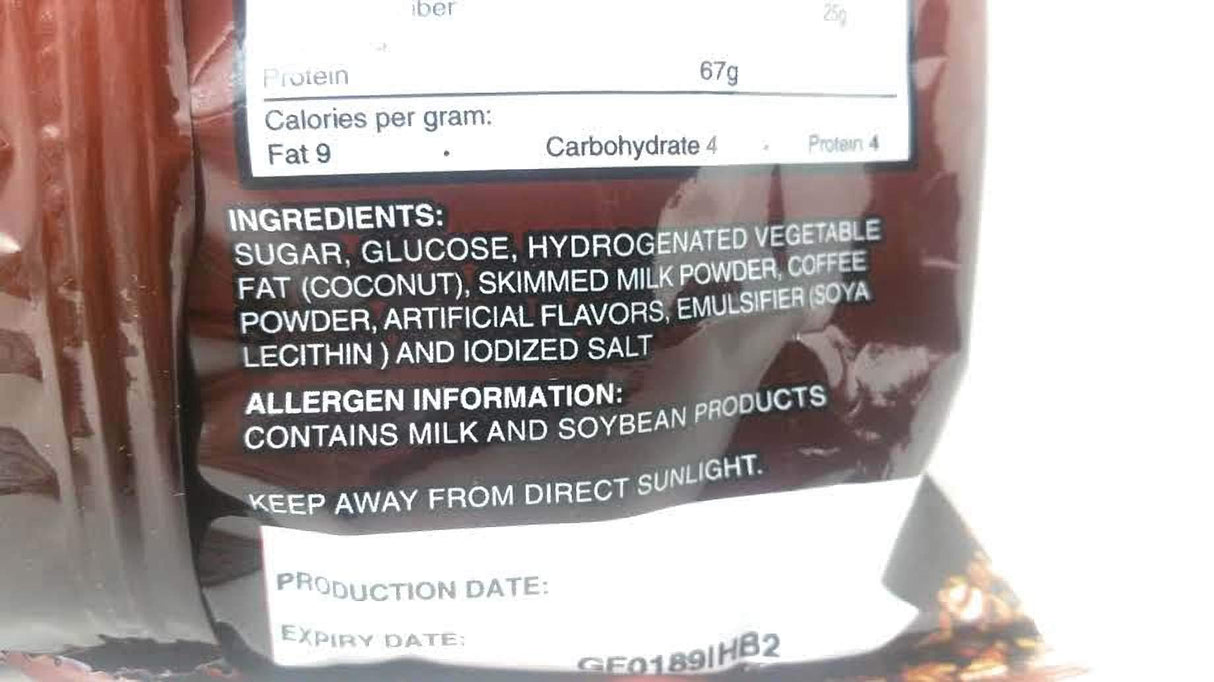 iber 25g
Protein 67g
Calories per gram:
Fat 9 · Carbohydrate 4 · Protein 4
INGREDIENTS:
SUGAR, GLUCOSE, HYDROGENATED VEGETABLE
FAT (COCONUT), SKIMMED MILK POWDER, COFFEE
POWDER, ARTIFICIAL FLAVORS, EMULSIFIER (SOYA
LECITHIN ) AND IODIZED SALT
ALLERGEN INFORMATION:
CONTAINS MILK AND SOYBEAN PRODUCTS
KEEP AWAY FROM DIRECT SUNLIGHT.
PRODUCTION DATE:
EXPIRY DATE: